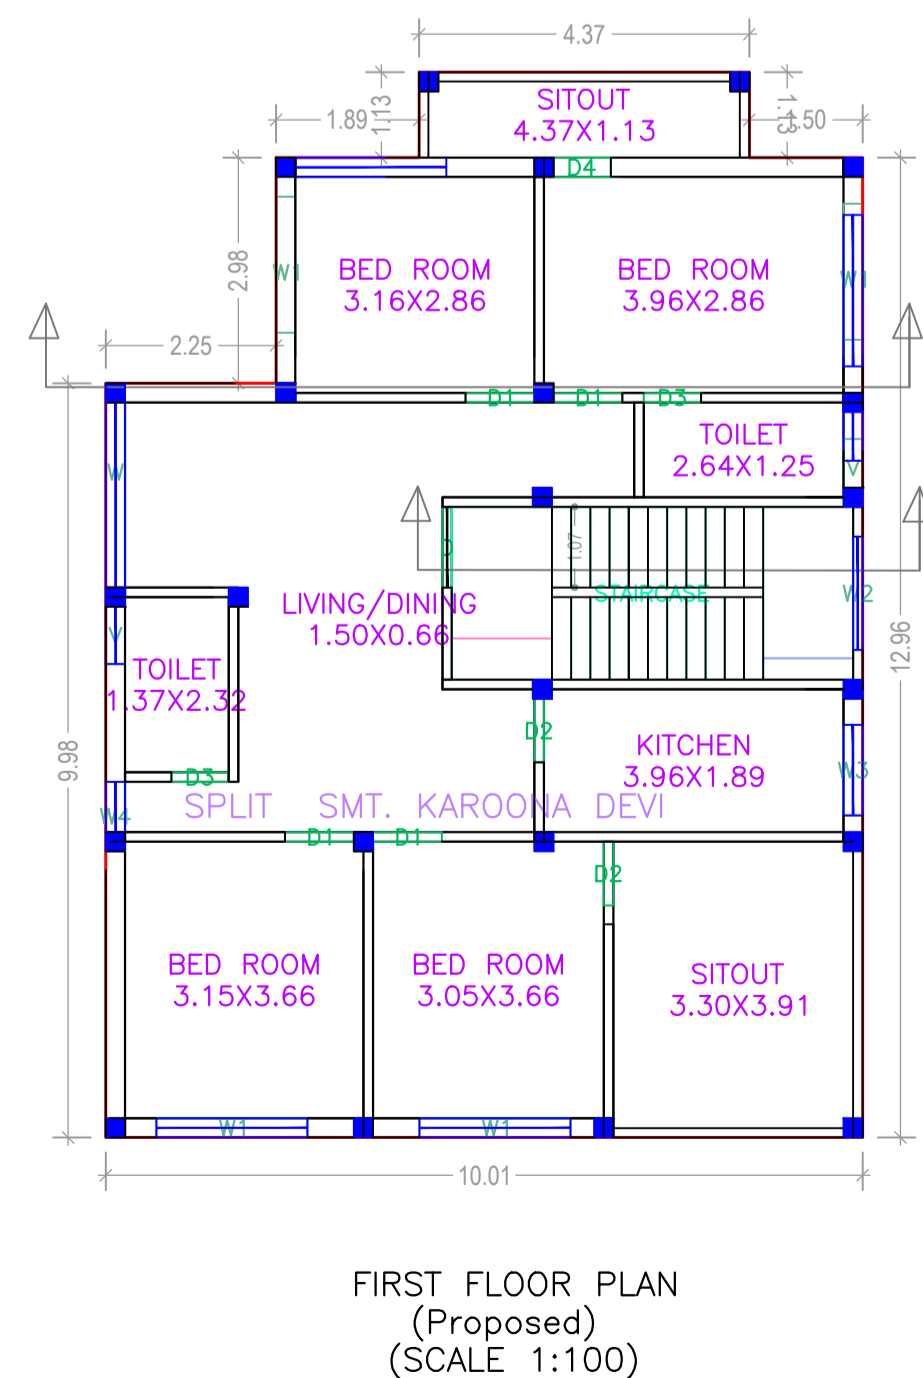 4.37
1.89
1.13
SITOUT
4.37X1.13
1.13
1.50
D4
2.98
W1
BED ROOM
3.16X2.86
BED ROOM
3.96X2.86
W1
2.25
D1
D1
D3
TOILET
2.64X1.25
V
W
1.07
D
STAIRCASE
W2
LIVING/DINING
1.50X0.66
V
TOILET
1.37X2.32
12.96
9.98
D2
KITCHEN
3.96X1.89
W3
D3
W4
SPLIT SMT. KAROONA DEVI
D1
D1
D2
BED ROOM
3.15X3.66
BED ROOM
3.05X3.66
SITOUT
3.30X3.91
W1
W1
10.01
FIRST FLOOR PLAN
(Proposed)
(SCALE 1:100)